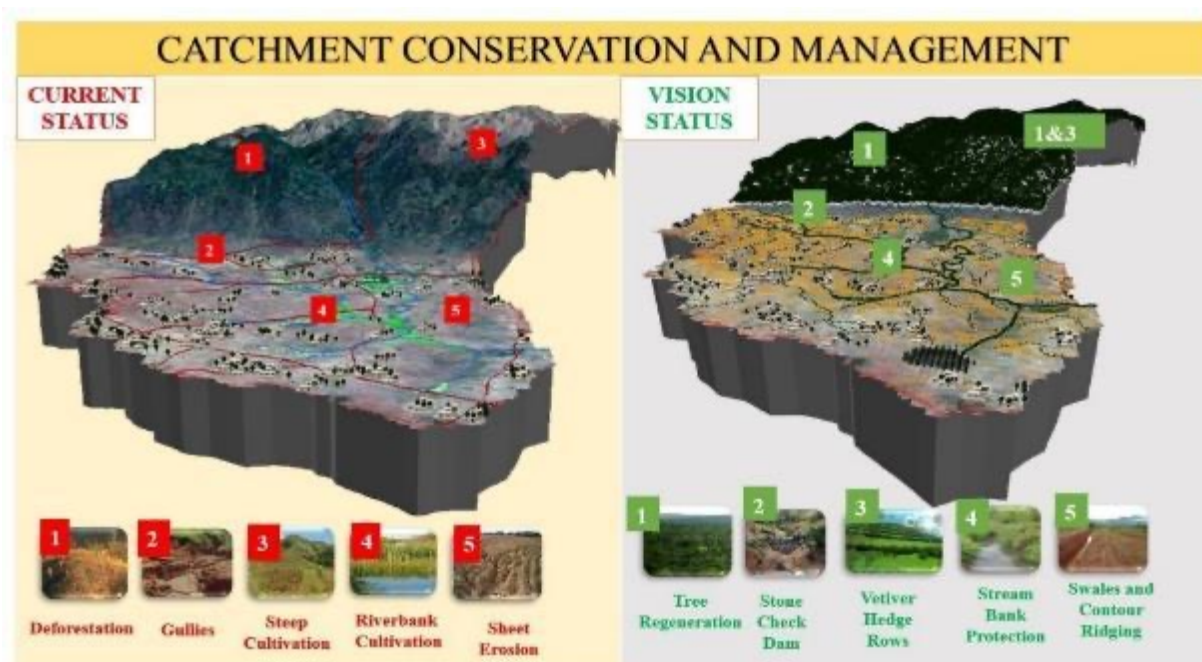 CATCHMENT CONSERVATION AND MANAGEMENT
CURRENT
STATUS
1
3
2
4
5
1
Deforestation
2
Gullies
3
Steep
Cultivation
4
Riverbank
Cultivation
5
Sheet
Erosion
VISION
STATUS
1
1&3
2
4
5
1
Tree
Regeneration
2
Stone
Check
Dam
3
Vetiver
Hedge
Rows
4
Stream
Bank
Protection
5
Swales and
Contour
Ridging